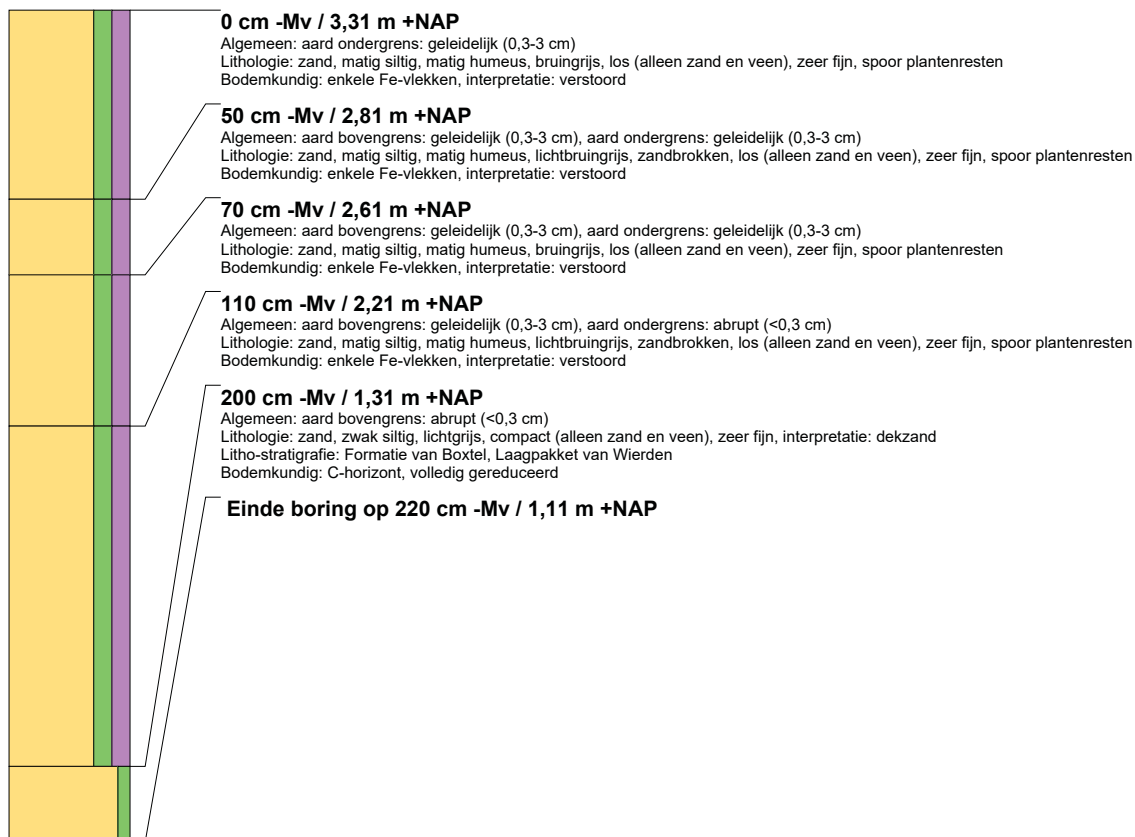 0 cm -Mv / 3,31 m +NAP
Algemeen: aard ondergrens: geleidelijk (0,3-3 cm)
Lithologie: zand, matig siltig, matig humeus, bruingrijs, los (alleen zand en veen), zeer fijn, spoor plantenresten
Bodemkundig: enkele Fe-vlekken, interpretatie: verstoord
50 cm -Mv / 2,81 m +NAP
Algemeen: aard bovengrens: geleidelijk (0,3-3 cm), aard ondergrens: geleidelijk (0,3-3 cm)
Lithologie: zand, matig siltig, matig humeus, lichtbruingrijs, zandbrokken, los (alleen zand en veen), zeer fijn, spoor plantenresten
Bodemkundig: enkele Fe-vlekken, interpretatie: verstoord
70 cm -Mv / 2,61 m +NAP
Algemeen: aard bovengrens: geleidelijk (0,3-3 cm), aard ondergrens: geleidelijk (0,3-3 cm)
Lithologie: zand, matig siltig, matig humeus, bruingrijs, los (alleen zand en veen), zeer fijn, spoor plantenresten
Bodemkundig: enkele Fe-vlekken, interpretatie: verstoord
110 cm -Mv / 2,21 m +NAP
Algemeen: aard bovengrens: geleidelijk (0,3-3 cm), aard ondergrens: abrupt (<0,3 cm)
Lithologie: zand, matig siltig, matig humeus, lichtbruingrijs, zandbrokken, los (alleen zand en veen), zeer fijn, spoor plantenresten
Bodemkundig: enkele Fe-vlekken, interpretatie: verstoord
200 cm -Mv / 1,31 m +NAP
Algemeen: aard bovengrens: abrupt (<0,3 cm)
Lithologie: zand, zwak siltig, lichtgrijs, compact (alleen zand en veen), zeer fijn, interpretatie: dekzand
Litho-stratigrafie: Formatie van Boxtel, Laagpakket van Wierden
Bodemkundig: C-horizont, volledig gereduceerd
Einde boring op 220 cm -Mv / 1,11 m +NAP